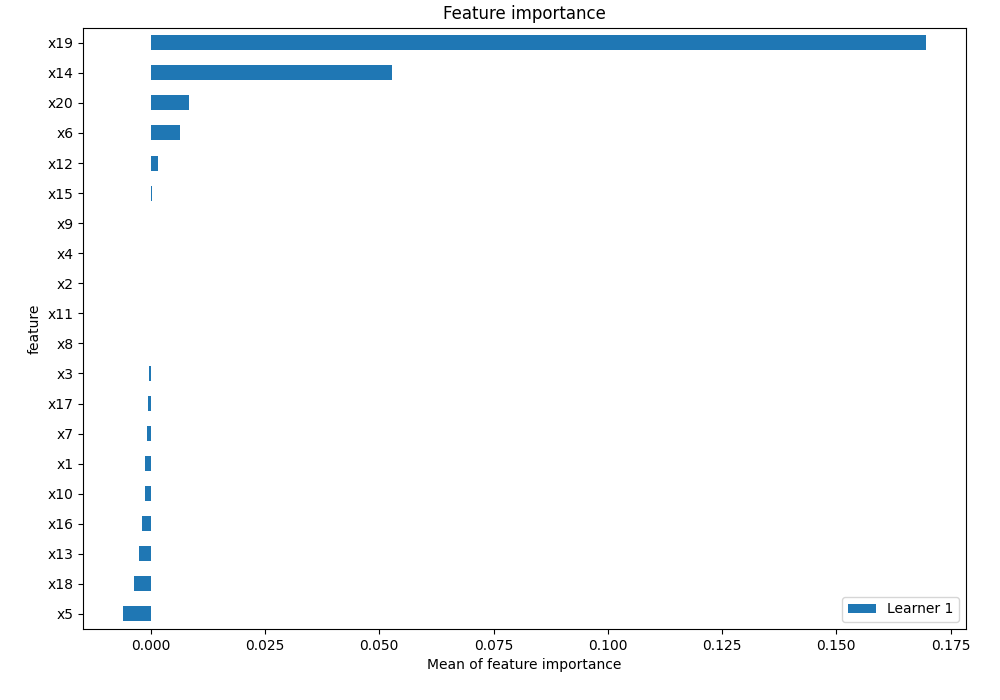 Feature importance
x19
x14
x20
x6
x12
x15
x9
x4
x2
x11
x8
x3
x17
x7
x1
x10
x16
x13
x18
x5
feature
Learner 1
0.000 0.025 0.050 0.075 0.100 0.125 0.150 0.175
Mean of feature importance